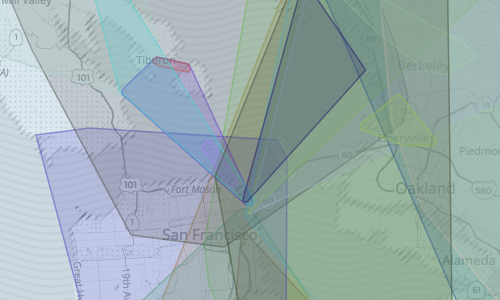 Mill Valley
1
101
Tiburon
80
Berkeley
A)
Emeryville
13
80
Piedmo
101
Fort Mason
Oakland
580
1
San Francisco
Alameda
Great H
19th A
61